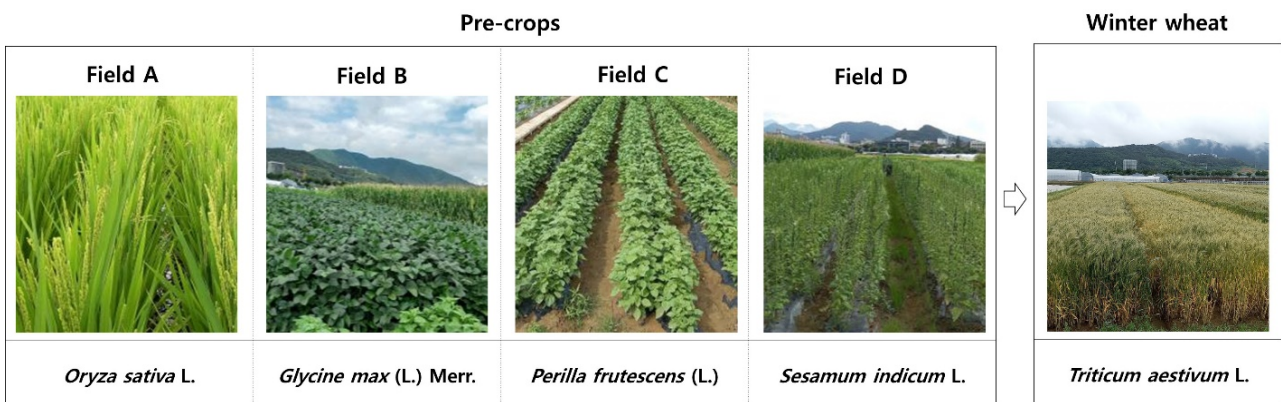 Pre-crops
Winter wheat
Field A
Field B
Field C
Field D
Oryza sativa L.
Glycine max (L.) Merr.
Perilla frutescens (L.)
Sesamum indicum L.
Triticum aestivum L.